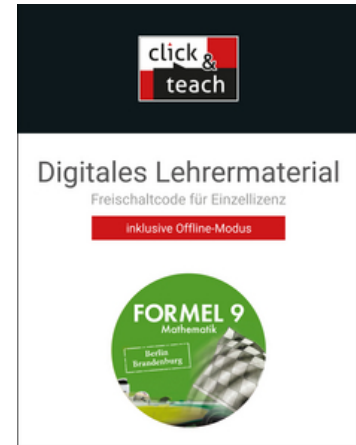 click &
teach
Digitales Lehrermaterial
Freischaltcode für Einzellizenz
inklusive Offline-Modus
FORMEL 9
Mathematik
Berlin
Brandenburg